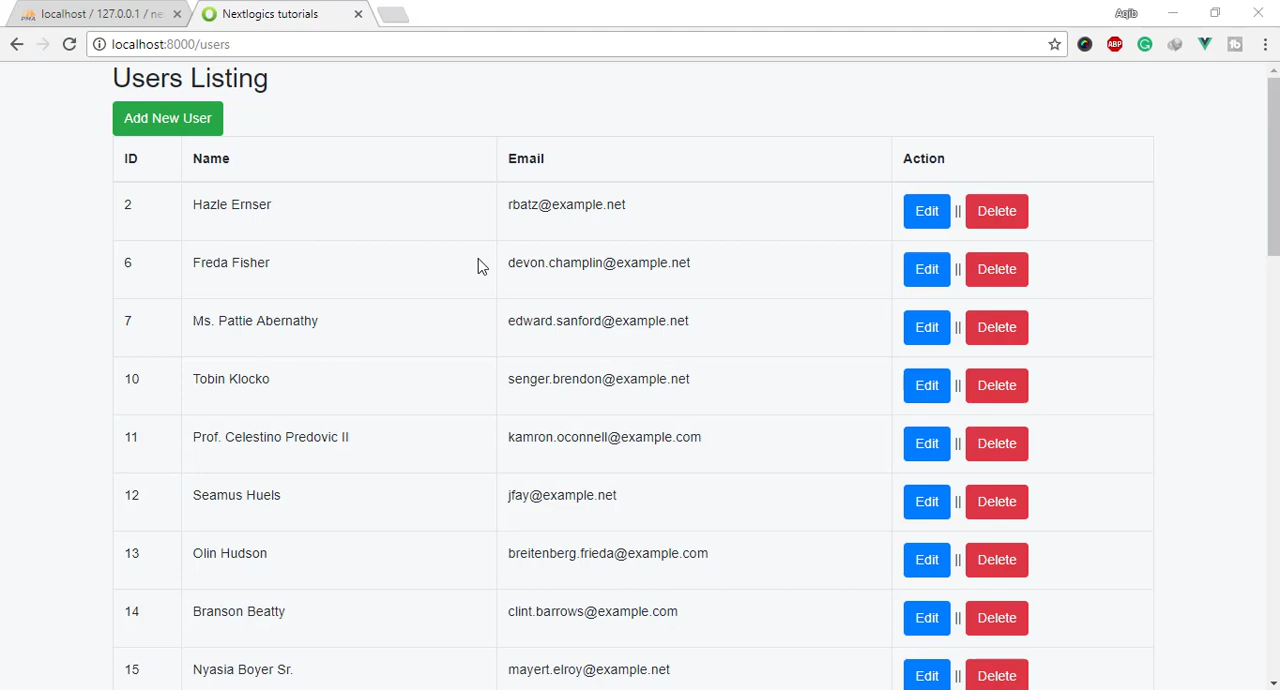 localhost / 127.0.0.1 / ne
Nextlogics tutorials
Aqib
localhost:8000/users
ABP
Users Listing
Add New User
ID Name Email Action
2 Hazle Ernser rbatz@example.net Edit || Delete
6 Freda Fisher devon.champlin@example.net Edit || Delete
7 Ms. Pattie Abernathy edward.sanford@example.net Edit || Delete
10 Tobin Klocko senger.brendon@example.net Edit || Delete
11 Prof. Celestino Predovic II kamron.oconnell@example.com Edit || Delete
12 Seamus Huels jfay@example.net Edit || Delete
13 Olin Hudson breitenberg.frieda@example.com Edit || Delete
14 Branson Beatty clint.barrows@example.com Edit || Delete
15 Nyasia Boyer Sr. mayert.elroy@example.net Edit || Delete